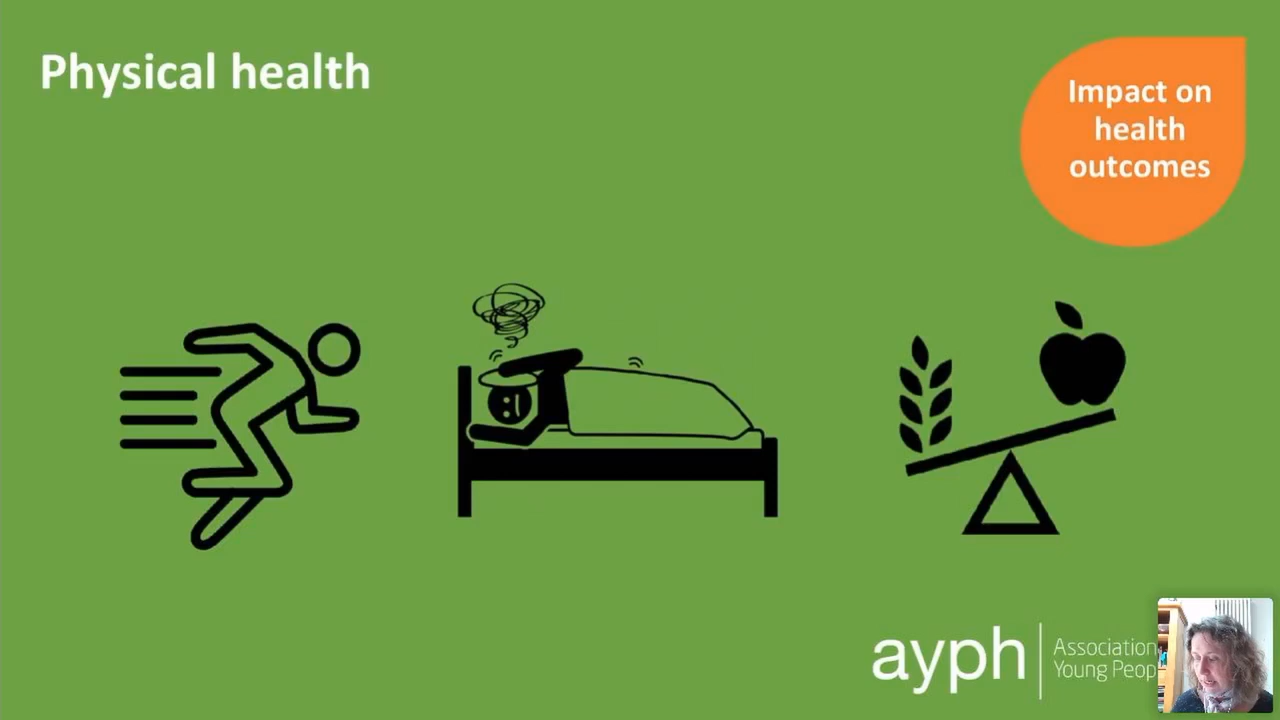 Physical health
Impact on
health
outcomes
ayph
Association
Young Peop